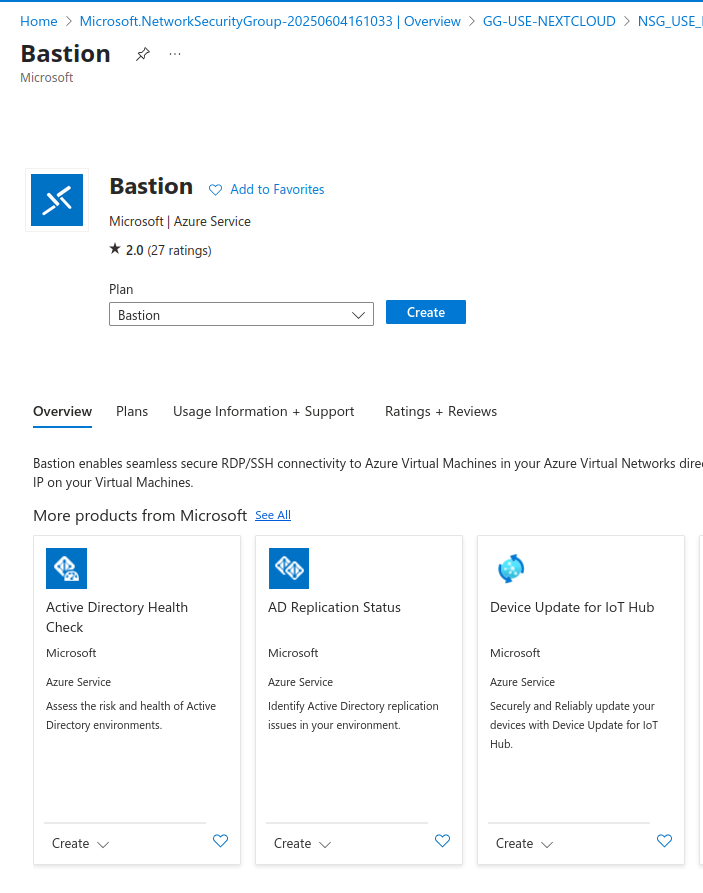 Home > Microsoft.NetworkSecurityGroup-20250604161033 | Overview > GG-USE-NEXTCLOUD > NSG_USE_
Bastion
Microsoft
Bastion Add to Favorites
Microsoft | Azure Service
★ 2.0 (27 ratings)
Plan
Bastion Create
Overview Plans Usage Information + Support Ratings + Reviews
Bastion enables seamless secure RDP/SSH connectivity to Azure Virtual Machines in your Azure Virtual Networks
IP on your Virtual Machines.
More products from Microsoft See All
Active Directory Health
Check
Microsoft
Azure Service
Assess the risk and health of Active
Directory environments.
Create
AD Replication Status
Microsoft
Azure Service
Identify Active Directory replication
issues in your environment.
Create
Device Update for IoT Hub
Microsoft
Azure Service
Securely and Reliably update your
devices with Device Update for IoT
Hub.
Create